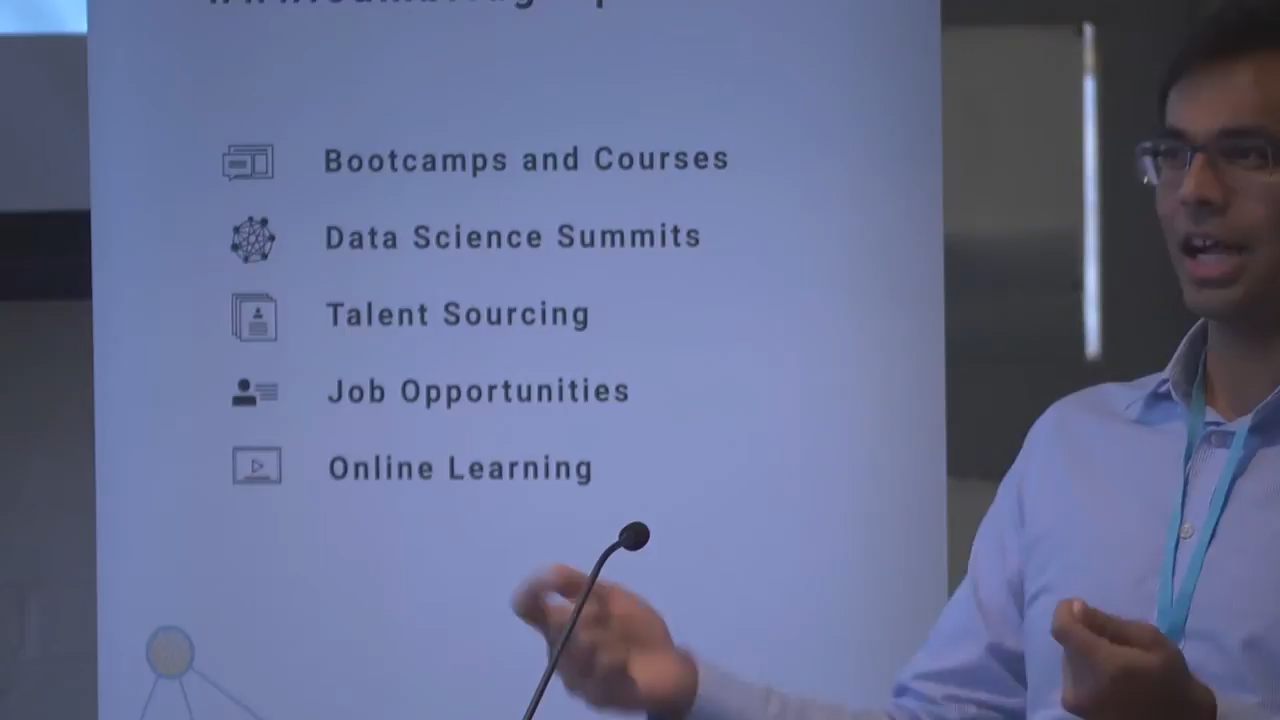 Bootcamps and Courses
Data Science Summits
Talent Sourcing
Job Opportunities
Online Learning